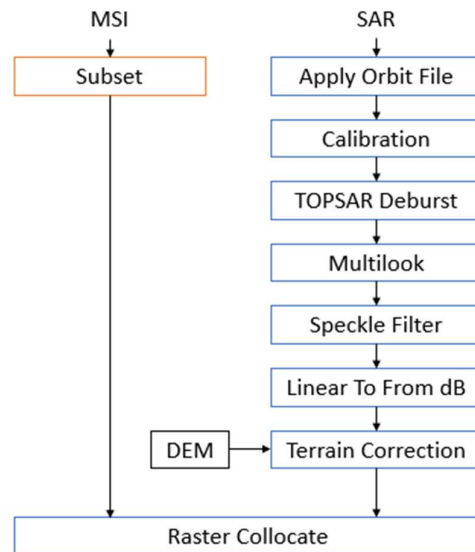 MSI
SAR
Subset
Apply Orbit File
Calibration
TOPSAR Deburst
Multilook
Speckle Filter
Linear To From dB
DEM
Terrain Correction
Raster Collocate